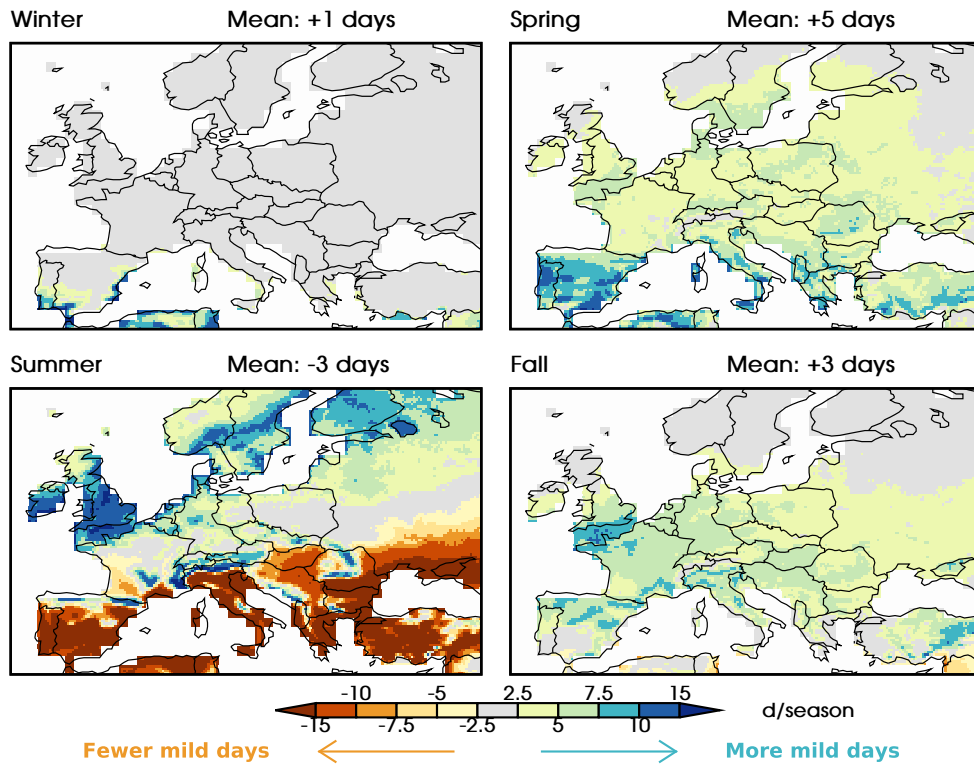 Winter Mean: +1 days
Spring Mean: +5 days
Summer Mean: -3 days
Fall Mean: +3 days
-10 -5 2.5 7.5 15
-15 -7.5 -2.5 5 10
d/season
Fewer mild days
More mild days